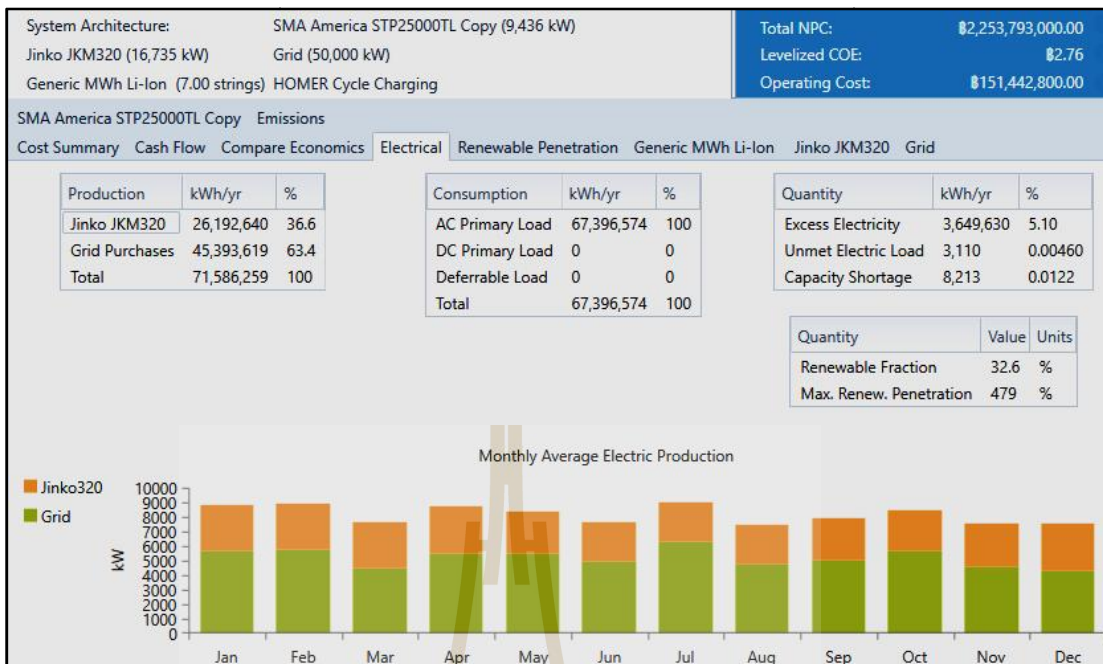 System Architecture: SMA America STP25000TL Copy (9,436 kW)
Jinko JKM320 (16,735 kW) Grid (50,000 kW)
Generic MWh Li-Ion (7.00 strings) HOMER Cycle Charging
Total NPC: ฿2,253,793,000.00
Levelized COE: ฿2.76
Operating Cost: ฿151,442,800.00
SMA America STP25000TL Copy Emissions
Cost Summary Cash Flow Compare Economics Electrical Renewable Penetration Generic MWh Li-Ion Jinko JKM320 Grid
Production kWh/yr %
Jinko JKM320 26,192,640 36.6
Grid Purchases 45,393,619 63.4
Total 71,586,259 100
Consumption kWh/yr %
AC Primary Load 67,396,574 100
DC Primary Load 0 0
Deferrable Load 0 0
Total 67,396,574 100
Quantity kWh/yr %
Excess Electricity 3,649,630 5.10
Unmet Electric Load 3,110 0.00460
Capacity Shortage 8,213 0.0122
Quantity Value Units
Renewable Fraction 32.6 %
Max. Renew. Penetration 479 %
Monthly Average Electric Production
Jinko320
Grid
kW
10000
9000
8000
7000
6000
5000
4000
3000
2000
1000
0
Jan Feb Mar Apr May Jun Jul Aug Sep Oct Nov Dec